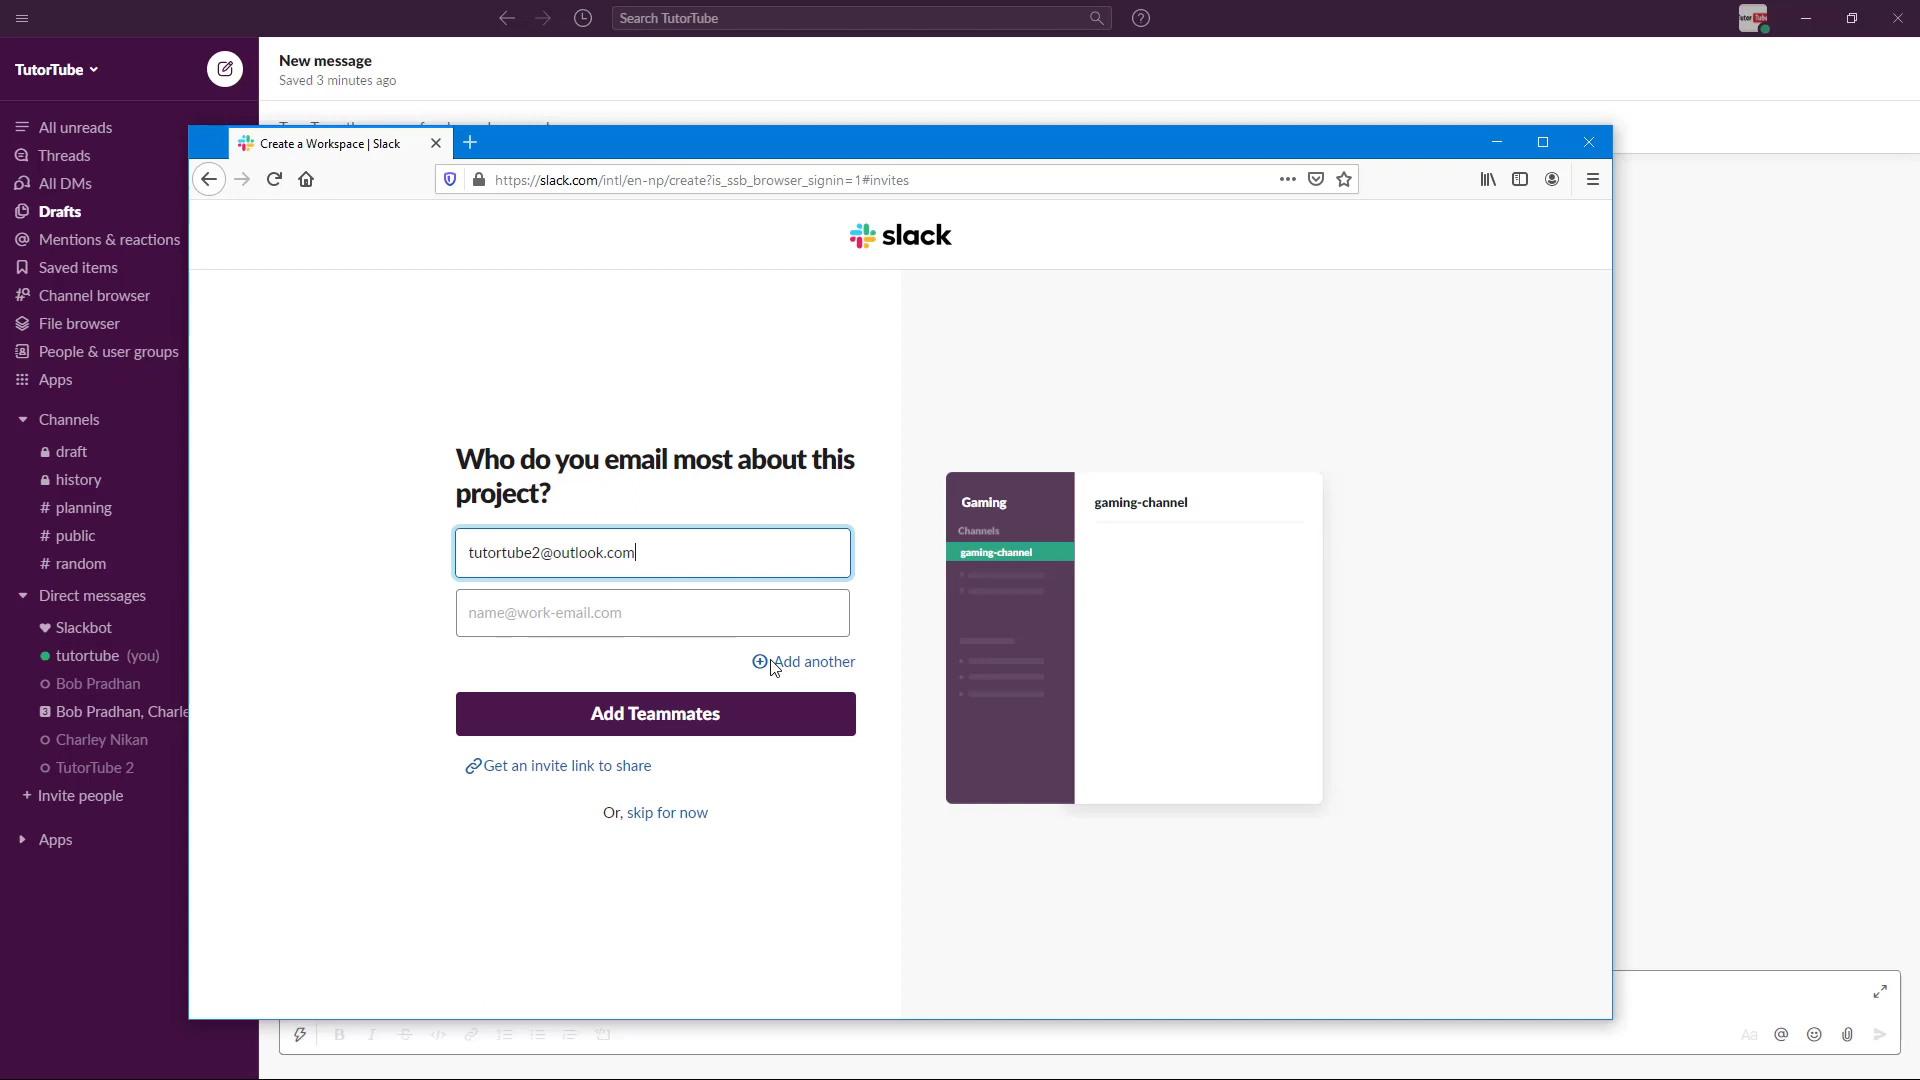 Search TutorTube
TutorTube
New message
Saved 3 minutes ago
All unreads
Threads
All DMs
Drafts
Mentions & reactions
Saved items
Channel browser
File browser
People & user groups
Apps
Channels
draft
history
# planning
# public
# random
Direct messages
Slackbot
tutortube (you)
Bob Pradhan
3 Bob Pradhan, Charle
Charley Nikan
TutorTube 2
+ Invite people
Apps
Create a Workspace | Slack
https://slack.com/intl/en-np/create?is_ssb_browser_signin=1#invites
slack
Who do you email most about this
project?
tutortube2@outlook.com
name@work-email.com
Add another
Add Teammates
Get an invite link to share
Or, skip for now
Gaming
Channels
gaming-channel
gaming-channel
Aa